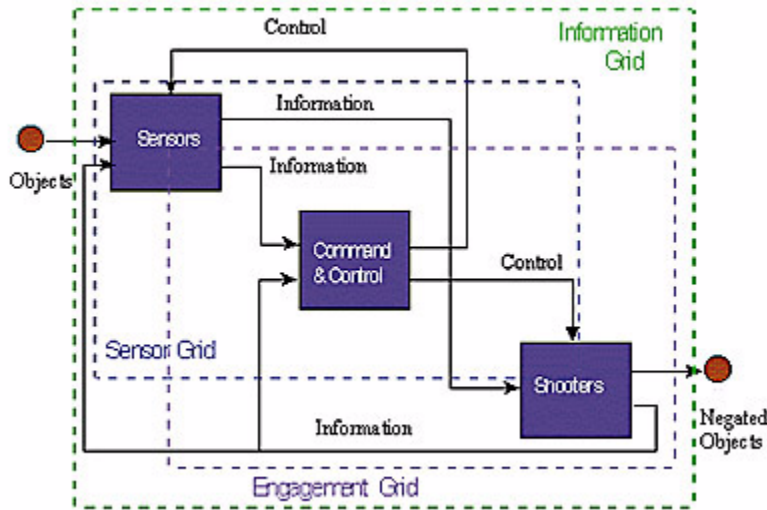 Control
Information
Grid
Information
Sensors
Objects
Information
Command
& Control
Control
Sensor Grid
Shooters
Information
Negated
Objects
Engagement Grid